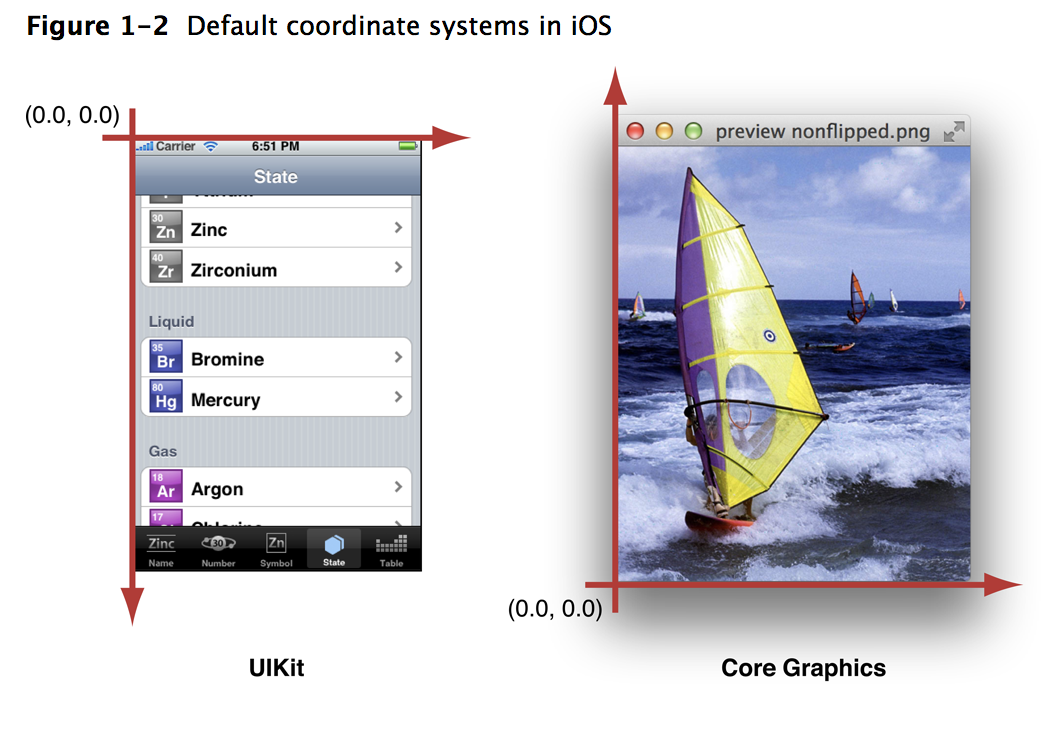 Figure 1–2 Default coordinate systems in iOS
(0.0, 0.0)
Carrier 6:51 PM
State
30
Zn Zinc
40
Zr Zirconium
Liquid
35
Br Bromine
80
Hg Mercury
Gas
18
Ar Argon
17
Zinc 30 Zn
Name Number Symbol State Table
UIKit
preview nonflipped.png
(0.0, 0.0)
Core Graphics